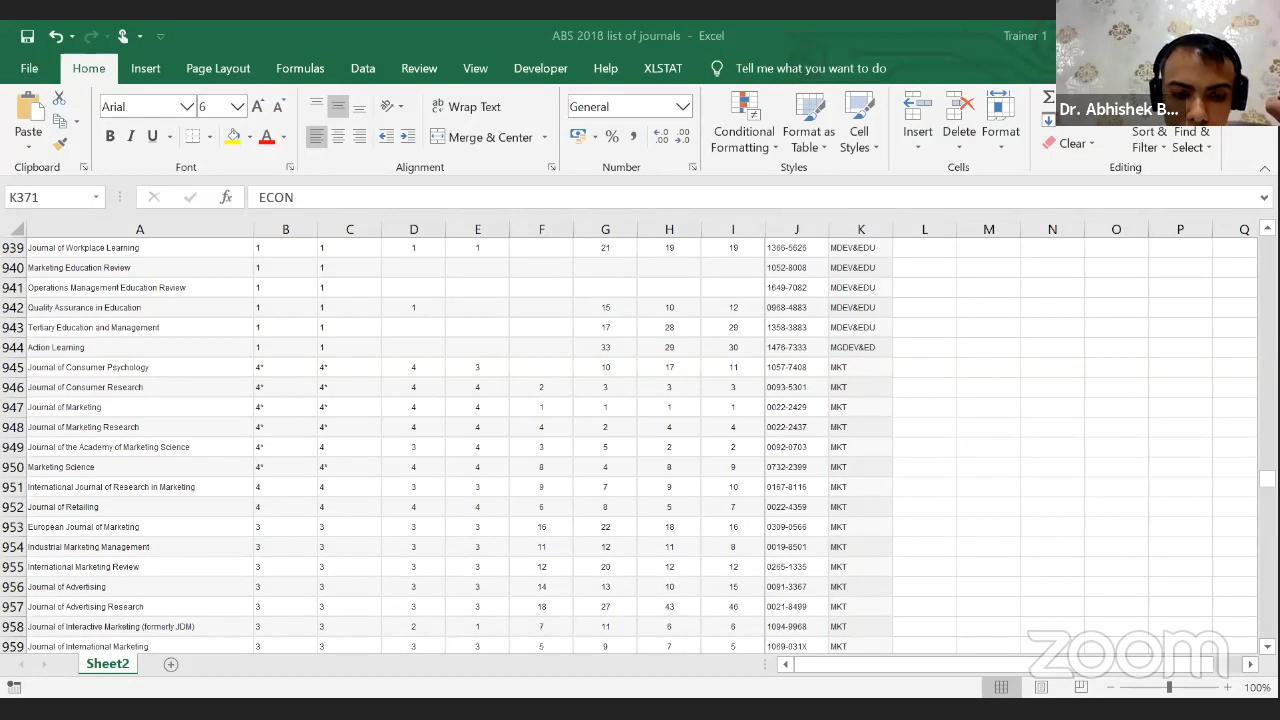 ABS 2018 list of journals - Excel
Trainer 1
File Home Insert Page Layout Formulas Data Review View Developer Help XLSTAT Tell me what you want to do
Dr. Abhishek B...
Paste
Arial 6
B I U
Wrap Text
Merge & Center
General
Conditional Formatting
Format as Table
Cell Styles
Insert
Delete
Format
Clear
Sort & Filter
Find & Select
Clipboard Font Alignment Number Styles Cells Editing
K371 fx ECON
A B C D E F G H I J K L M N O P Q
939 Journal of Workplace Learning 1 1 1 1 21 19 19 1366-5626 MDEV&EDU
940 Marketing Education Review 1 1 1052-8008 MDEV&EDU
941 Operations Management Education Review 1 1 1649-7082 MDEV&EDU
942 Quality Assurance in Education 1 1 1 15 10 12 0968-4883 MDEV&EDU
943 Tertiary Education and Management 1 1 17 28 29 1358-3883 MDEV&EDU
944 Action Learning 1 1 33 29 30 1476-7333 MGDEV&ED
945 Journal of Consumer Psychology 4* 4* 4 3 10 17 11 1057-7408 MKT
946 Journal of Consumer Research 4* 4* 4 4 2 3 3 3 0093-5301 MKT
947 Journal of Marketing 4* 4* 4 4 1 1 1 1 0022-2429 MKT
948 Journal of Marketing Research 4* 4* 4 4 4 2 4 4 0022-2437 MKT
949 Journal of the Academy of Marketing Science 4* 4 3 4 3 5 2 2 0092-0703 MKT
950 Marketing Science 4* 4* 4 4 8 4 8 9 0732-2399 MKT
951 International Journal of Research in Marketing 4 4 3 3 9 7 9 10 0167-8116 MKT
952 Journal of Retailing 4 4 4 4 6 8 5 7 0022-4359 MKT
953 European Journal of Marketing 3 3 3 3 16 22 18 16 0309-0566 MKT
954 Industrial Marketing Management 3 3 3 3 11 12 11 8 0019-8501 MKT
955 International Marketing Review 3 3 3 3 12 20 12 12 0265-1335 MKT
956 Journal of Advertising 3 3 3 3 14 13 10 15 0091-3367 MKT
957 Journal of Advertising Research 3 3 3 3 18 27 43 46 0021-8499 MKT
958 Journal of Interactive Marketing (formerly JDM) 3 3 2 1 7 11 6 6 1094-9968 MKT
959 Journal of International Marketing 3 3 3 3 5 9 7 5 1069-031X MKT
Sheet2
zoom
100%